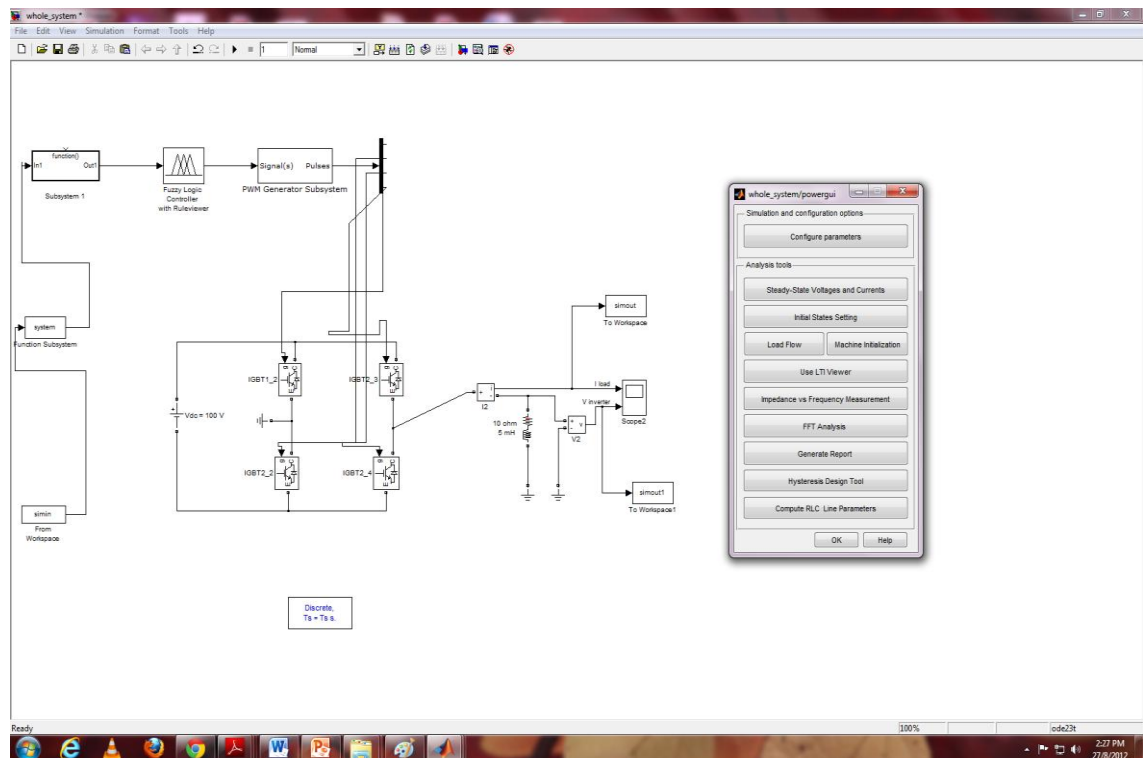 whole_system *
File Edit View Simulation Format Tools Help
1 Normal
In1 function() Out1
Subsystem 1
Fuzzy Logic
Controller
with Ruleviewer
Signal(s) Pulses
PWM Generator Subsystem
system
Function Subsystem
simin
From
Workspace
Vdc = 100 V
g C
E
IGBT1_2
g C
E
IGBT2_3
g C
E
IGBT2_2
g C
E
IGBT2_4
i
I2
10 ohm
5 mH
v
V2
I load
V inverter
Scope2
simout
To Workspace
simout1
To Workspace1
Discrete,
Ts = Ts s.
whole_system/powergui
Simulation and configuration options
Configure parameters
Analysis tools
Steady-State Voltages and Currents
Initial States Setting
Load Flow
Machine Initialization
Use LTI Viewer
Impedance vs Frequency Measurement
FFT Analysis
Generate Report
Hysteresis Design Tool
Compute RLC Line Parameters
OK Help
Ready 100% ode23t
2:27 PM
27/8/2012